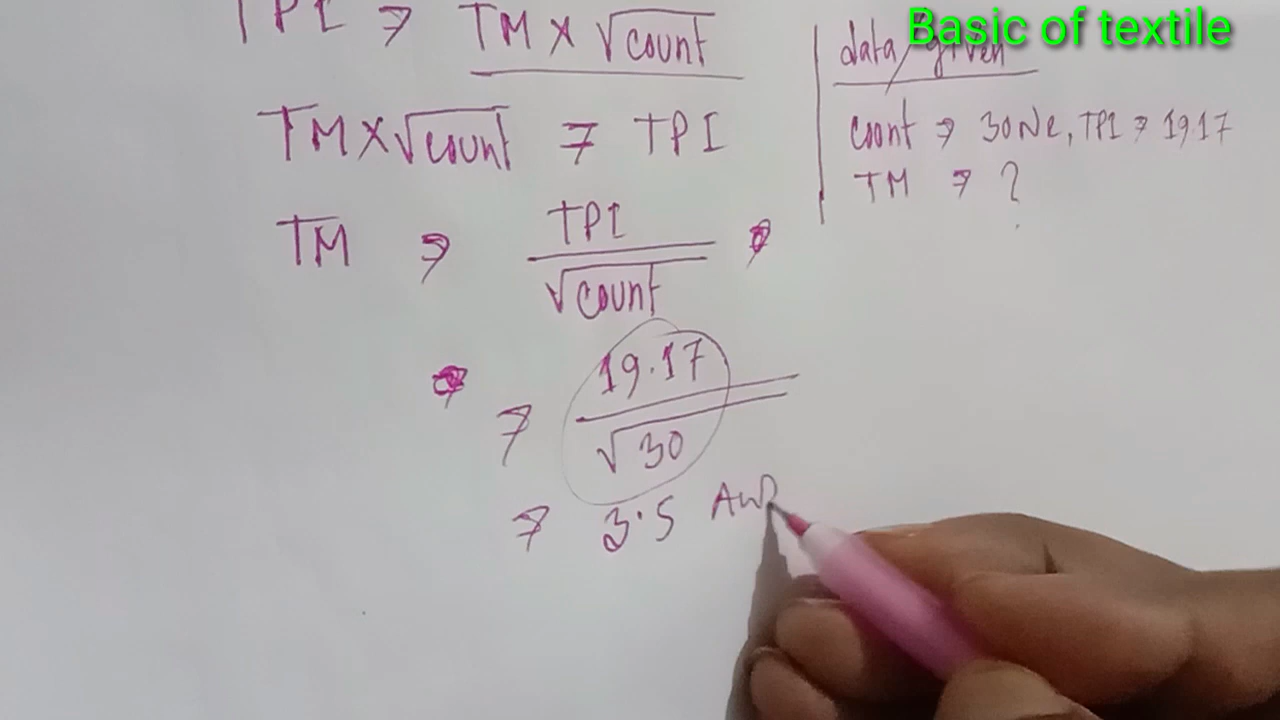 Basic of textile
TPI ⇒ TM × √count
data/given
TM × √count ⇒ TPI
count ⇒ 30Ne, TPI ⇒ 19.17
TM ⇒ ?
TM ⇒ TPI / √count
⇒ 19.17 / √30
⇒ 3.5 An